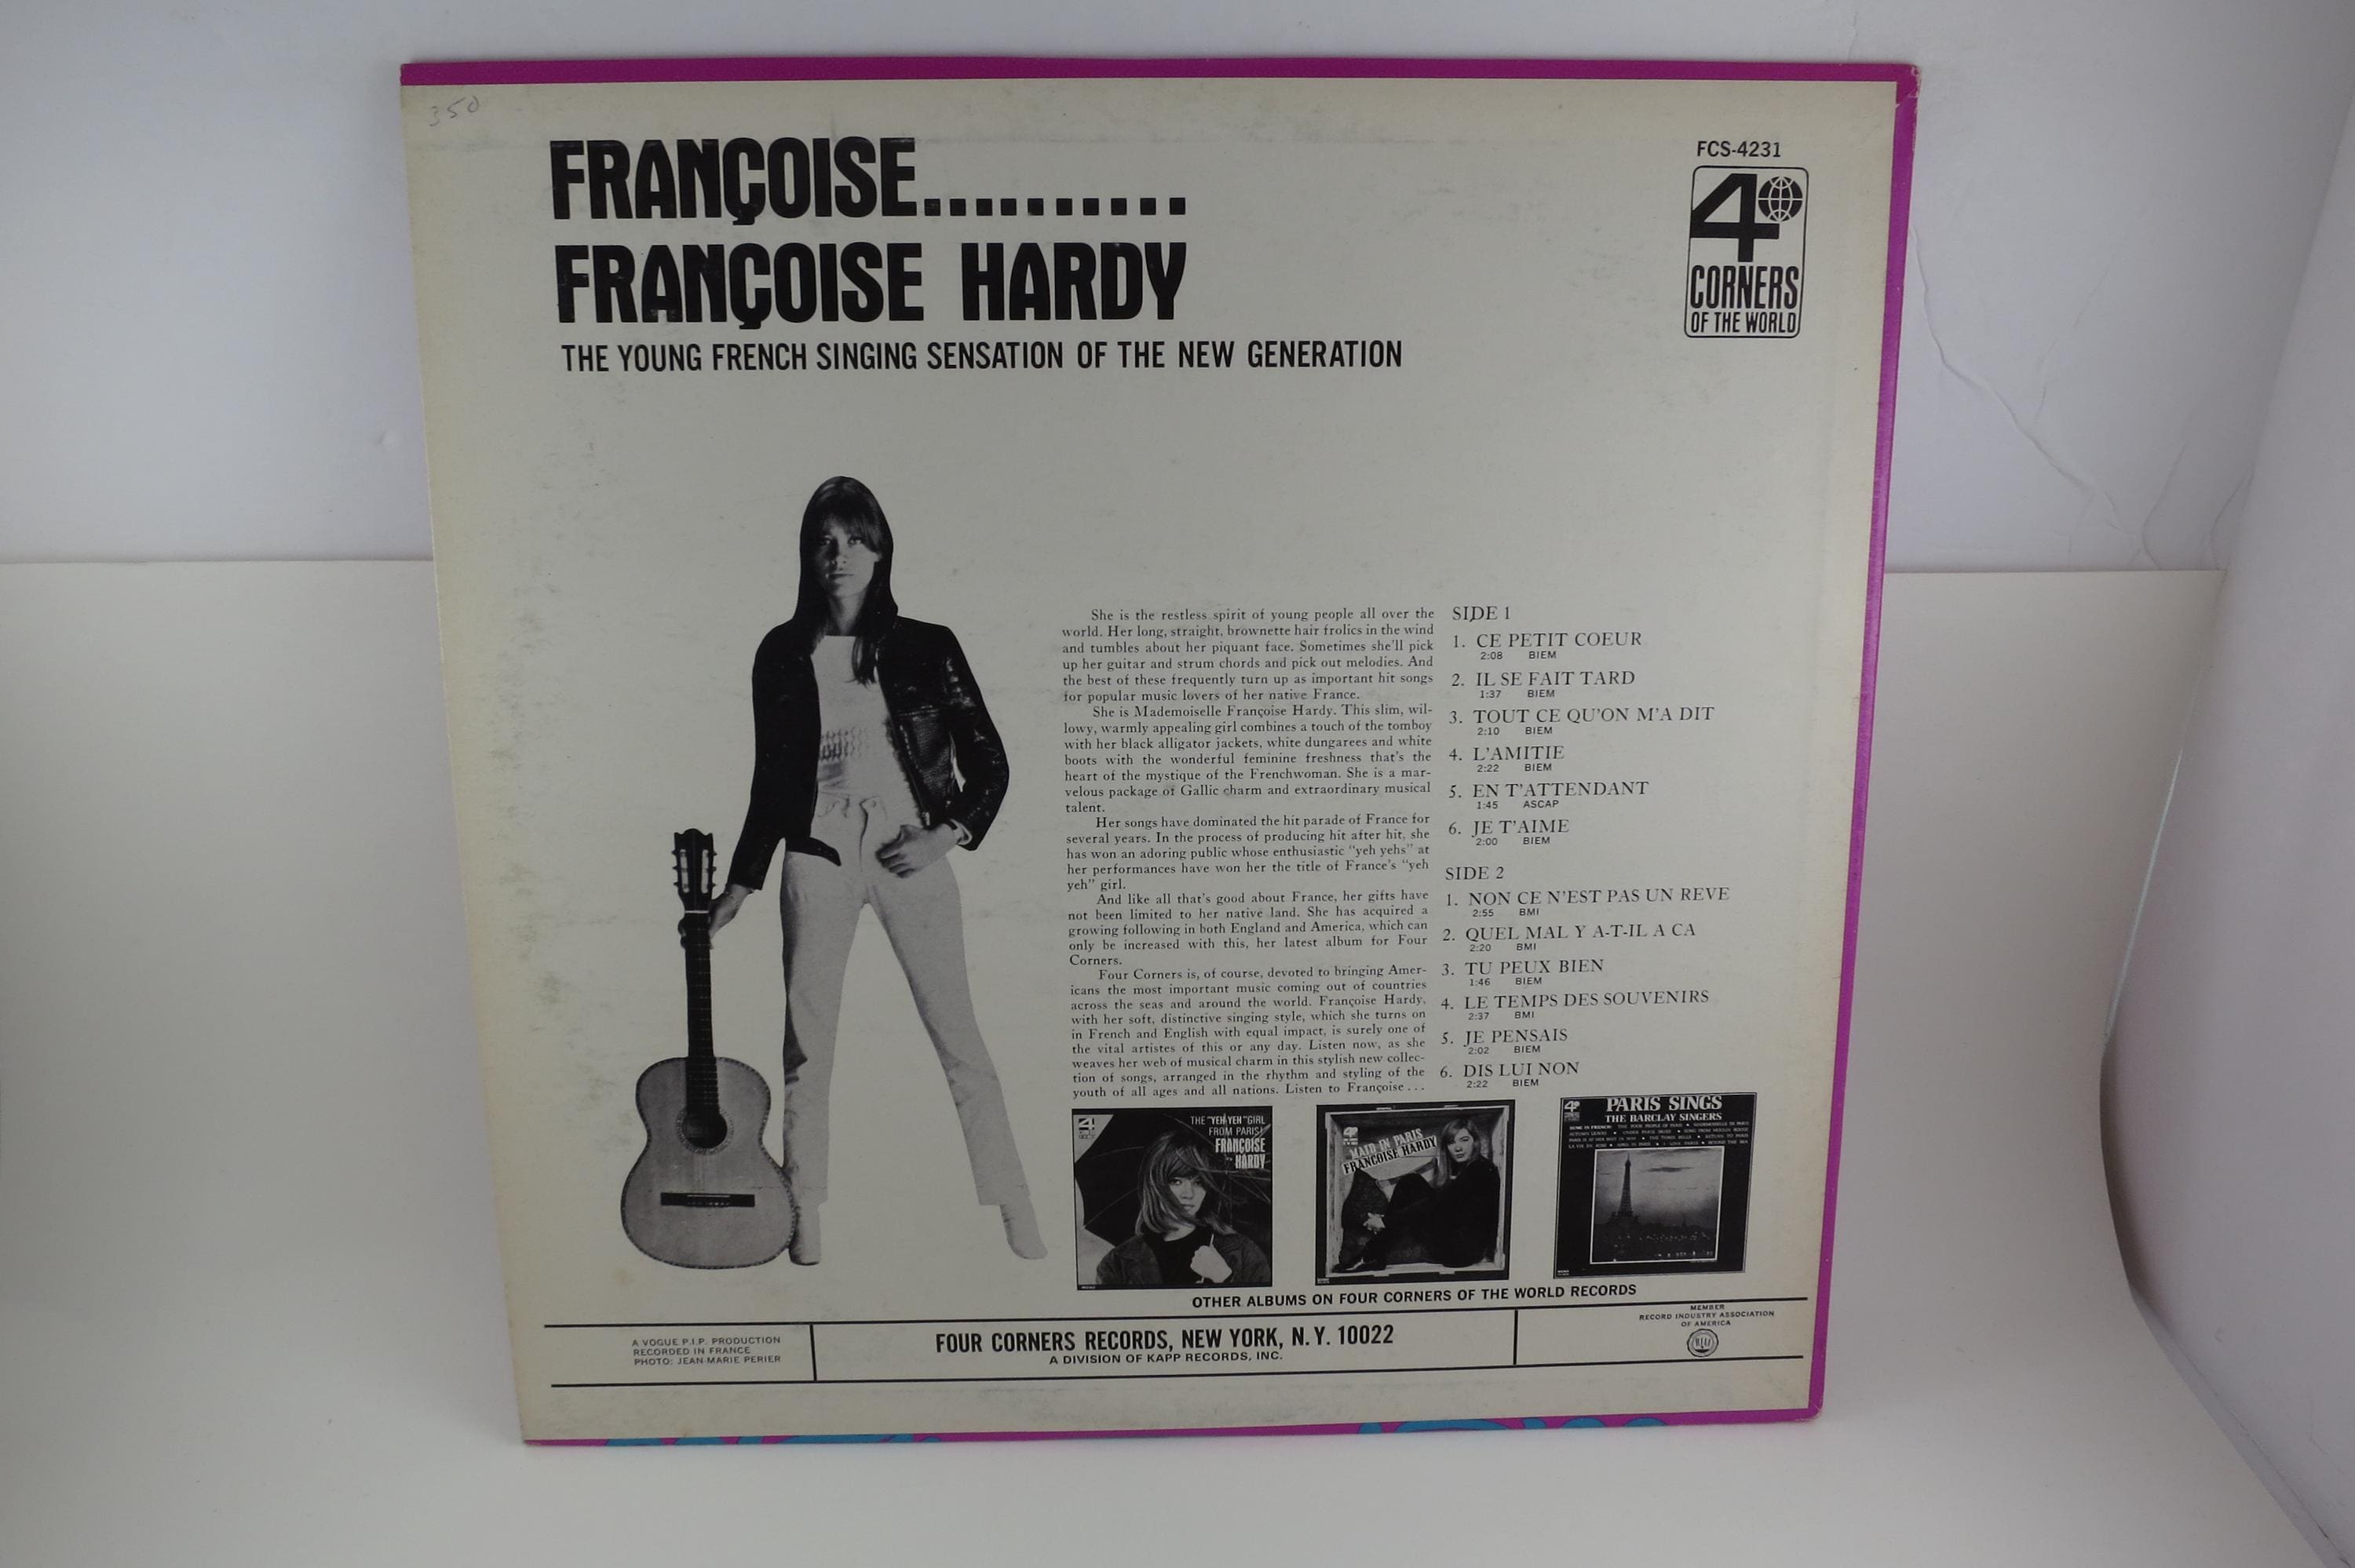 350
FRANÇOISE..........
FRANÇOISE HARDY
THE YOUNG FRENCH SINGING SENSATION OF THE NEW GENERATION
FCS-4231
4
CORNERS
OF THE WORLD
She is the restless spirit of young people all over the
world. Her long, straight, brownette hair frolics in the wind
and tumbles about her piquant face. Sometimes she'll pick
up her guitar and strum chords and pick out melodies. And
the best of these frequently turn up as important hit songs
for popular music lovers of her native France.
She is Mademoiselle Françoise Hardy. This slim, wil-
lowy, warmly appealing girl combines a touch of the tomboy
with her black alligator jackets, white dungarees and white
boots with the wonderful feminine freshness that's the
heart of the mystique of the Frenchwoman. She is a mar-
velous package of Gallic charm and extraordinary musical
talent.
Her songs have dominated the hit parade of France for
several years. In the process of producing hit after hit, she
has won an adoring public whose enthusiastic "yeh yehs" at
her performances have won her the title of France's "yeh
yeh" girl.
And like all that's good about France, her gifts have
not been limited to her native land. She has acquired a
growing following in both England and America, which can
only be increased with this, her latest album for Four
Corners.
Four Corners is, of course, devoted to bringing Amer-
icans the most important music coming out of countries
across the seas and around the world. Françoise Hardy,
with her soft, distinctive singing style, which she turns on
in French and English with equal impact, is surely one of
the vital artistes of this or any day. Listen now, as she
weaves her web of musical charm in this stylish new collec-
tion of songs, arranged in the rhythm and styling of the
youth of all ages and all nations. Listen to Françoise...
SIDE 1
1. CE PETIT COEUR
2:08 BIEM
2. IL SE FAIT TARD
1:37 BIEM
3. TOUT CE QU'ON M'A DIT
2:10 BIEM
4. L'AMITIE
2:22 BIEM
5. EN T'ATTENDANT
1:45 ASCAP
6. JE T'AIME
2:00 BIEM
SIDE 2
1. NON CE N'EST PAS UN REVE
2:55 BMI
2. QUEL MAL Y A-T-IL A CA
2:20 BMI
3. TU PEUX BIEN
1:46 BIEM
4. LE TEMPS DES SOUVENIRS
2:37 BMI
5. JE PENSAIS
2:02 BIEM
6. DIS LUI NON
2:22 BIEM
THE "YEH-YEH" GIRL
FROM PARIS!
FRANÇOISE
HARDY
MAID IN PARIS
FRANCOISE HARDY
PARIS SINGS
THE BARCLAY SINGERS
OTHER ALBUMS ON FOUR CORNERS OF THE WORLD RECORDS
A VOGUE P.I.P. PRODUCTION
RECORDED IN FRANCE
PHOTO: JEAN-MARIE PERIER
FOUR CORNERS RECORDS, NEW YORK, N.Y. 10022
A DIVISION OF KAPP RECORDS, INC.
MEMBER
RECORD INDUSTRY ASSOCIATION
OF AMERICA